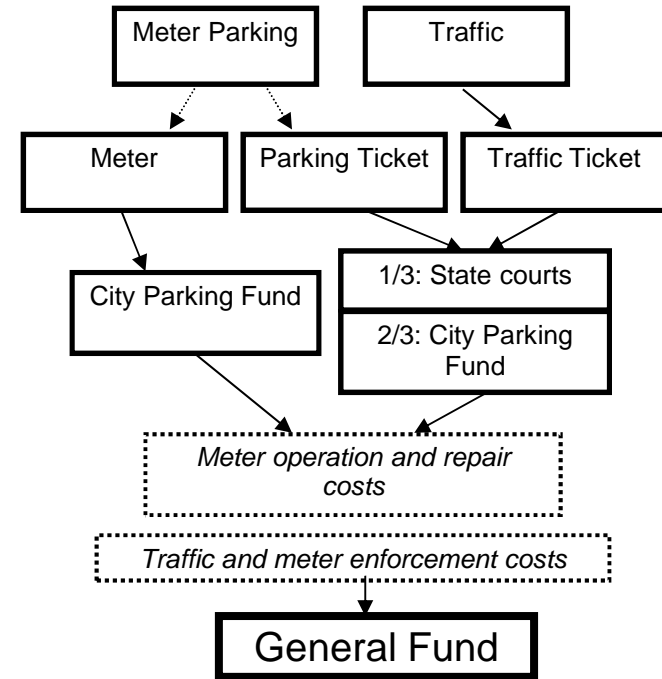 Meter Parking
Traffic
Meter
Parking Ticket
Traffic Ticket
City Parking Fund
1/3: State courts
2/3: City Parking
Fund
Meter operation and repair
costs
Traffic and meter enforcement costs
General Fund